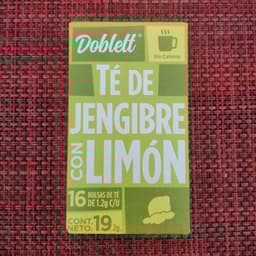 Doblett®
Sin Cafeína
TÉ DE
JENGIBRE
CON LIMÓN
16 BOLSAS DE TÉ
DE 1.2g C/U
CONT.
NETO. 19.2g